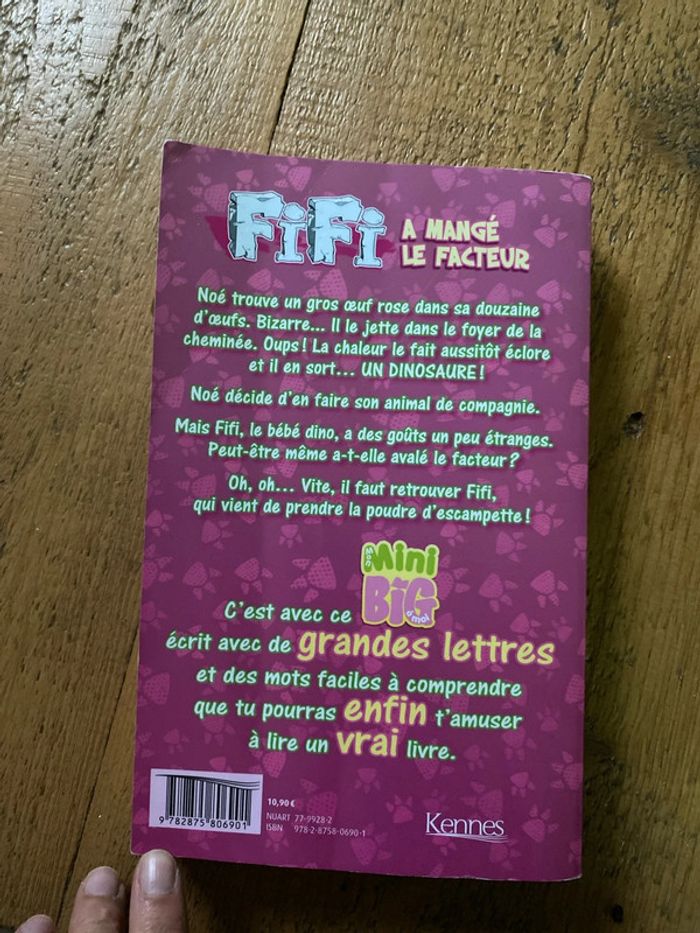 FiFi A MANGÉ
LE FACTEUR
Noé trouve un gros œuf rose dans sa douzaine
d'œufs. Bizarre... Il le jette dans le foyer de la
cheminée. Oups ! La chaleur le fait aussitôt éclore
et il en sort... UN DINOSAURE !
Noé décide d'en faire son animal de compagnie.
Mais Fifi, le bébé dino, a des goûts un peu étranges.
Peut-être même a-t-elle avalé le facteur ?
Oh, oh... Vite, il faut retrouver Fifi,
qui vient de prendre la poudre d'escampette !
Mon Mini
BIG à moi
C'est avec ce
écrit avec de grandes lettres
et des mots faciles à comprendre
que tu pourras enfin t'amuser
à lire un vrai livre.
10,90 €
NUART 77-9928-2
ISBN 978-2-8758-0690-1
9 782875 806901
Kennes